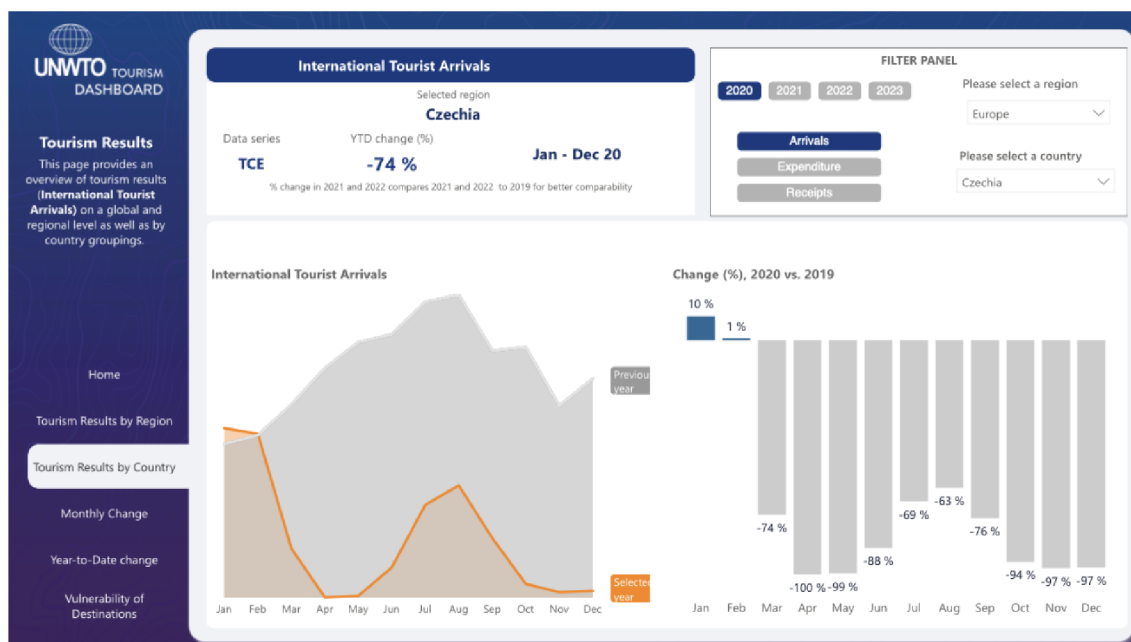 UNWTO TOURISM
DASHBOARD
Tourism Results
This page provides an
overview of tourism results
(International Tourist
Arrivals) on a global and
regional level as well as by
country groupings.
Home
Tourism Results by Region
Tourism Results by Country
Monthly Change
Year-to-Date change
Vulnerability of
Destinations
International Tourist Arrivals
Selected region
Czechia
Data series
YTD change (%)
TCE
-74 %
Jan - Dec 20
% change in 2021 and 2022 compares 2021 and 2022 to 2019 for better comparability
FILTER PANEL
2020
2021
2022
2023
Please select a region
Europe
Arrivals
Expenditure
Receipts
Please select a country
Czechia
International Tourist Arrivals
Previou
year
Selected
year
Jan Feb Mar Apr May Jun Jul Aug Sep Oct Nov Dec
Change (%), 2020 vs. 2019
10 %
1 %
-74 %
-100 %
-99 %
-88 %
-69 %
-63 %
-76 %
-94 %
-97 %
-97 %
Jan Feb Mar Apr May Jun Jul Aug Sep Oct Nov Dec